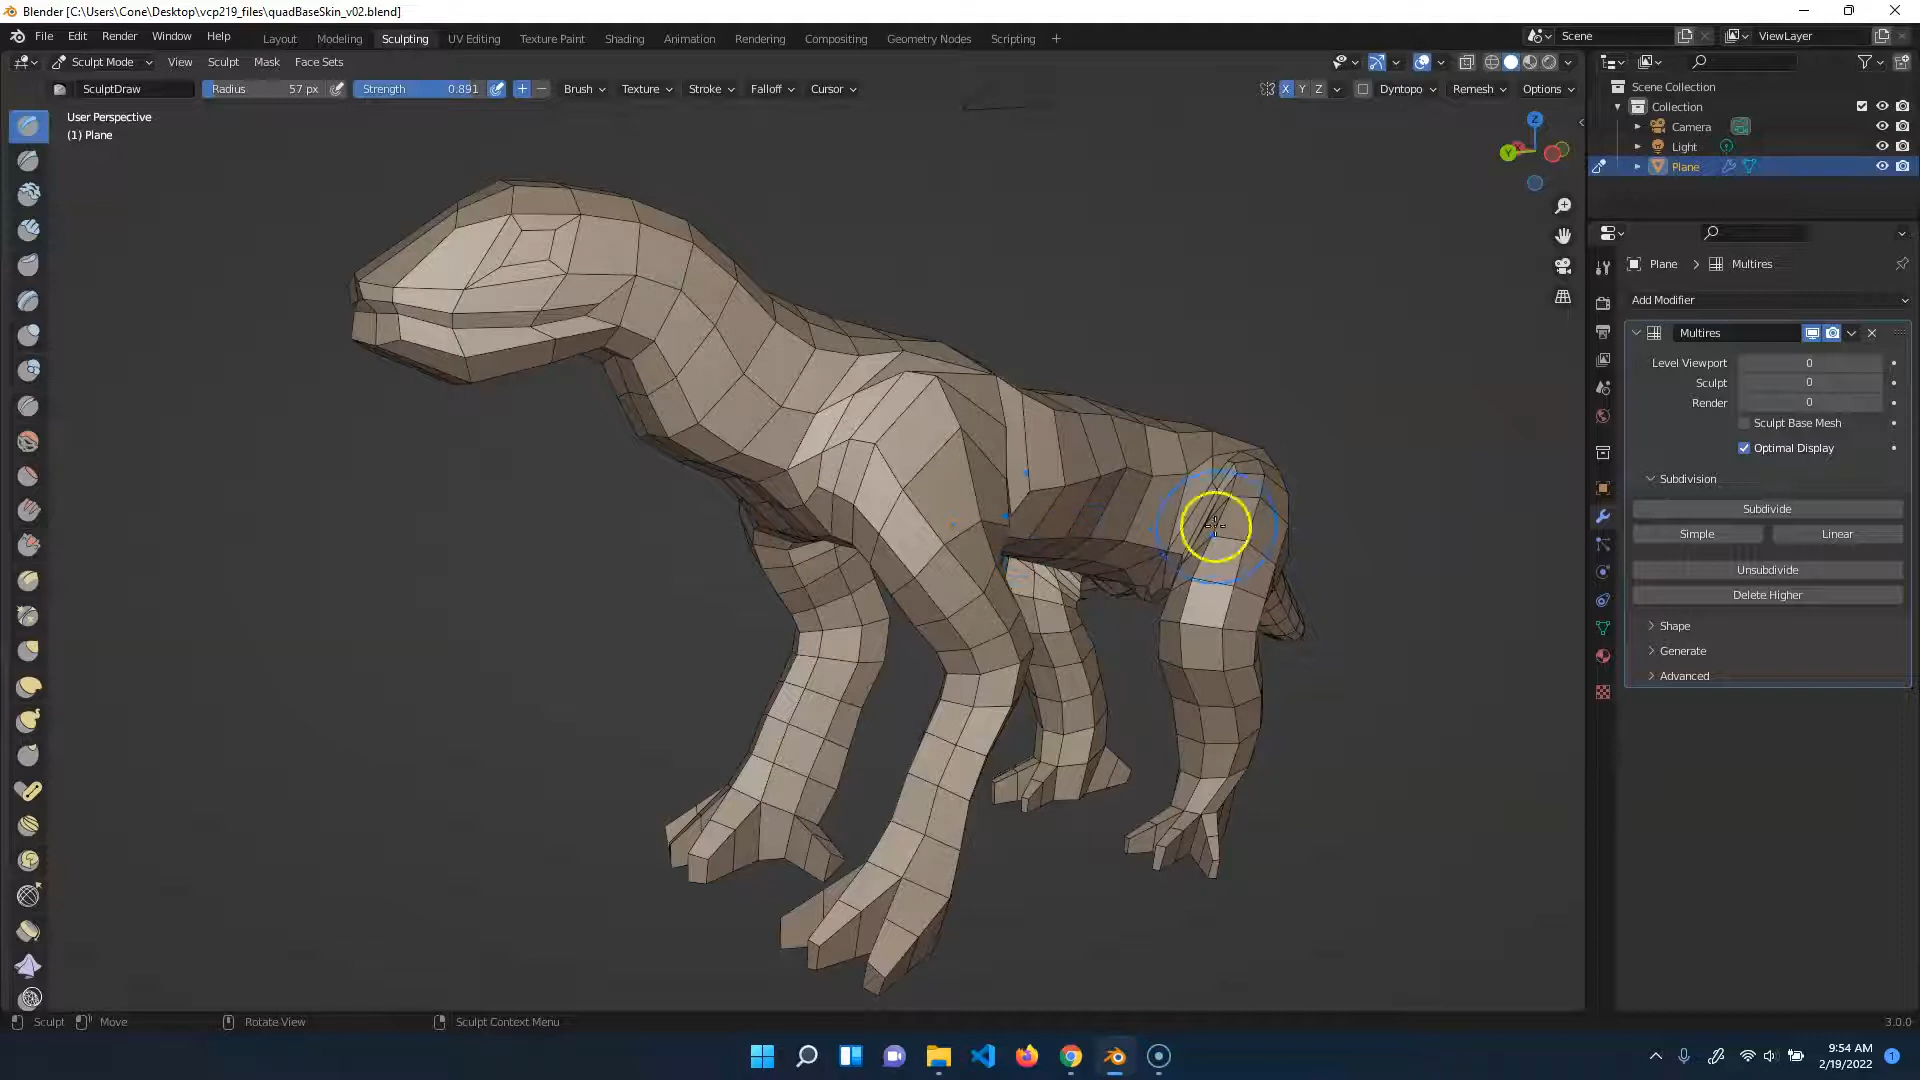 Blender [C:\Users\Cone\Desktop\vcp219_files\quadBaseSkin_v02.blend]
File Edit Render Window Help Layout Modeling Sculpting UV Editing Texture Paint Shading Animation Rendering Compositing Geometry Nodes Scripting + Scene ViewLayer
Sculpt Mode View Sculpt Mask Face Sets
SculptDraw Radius 57 px Strength 0.891 + − Brush Texture Stroke Falloff Cursor X Y Z Dyntopo Remesh Options
User Perspective
(1) Plane
Z
Y
Scene Collection
Collection
Camera
Light
Plane
Plane > Multires
Add Modifier
Multires
Level Viewport 0
Sculpt 0
Render 0
Sculpt Base Mesh
Optimal Display
Subdivision
Subdivide
Simple Linear
Unsubdivide
Delete Higher
Shape
Generate
Advanced
Sculpt Move Rotate View Sculpt Context Menu 3.0.0
9:54 AM
2/19/2022
1